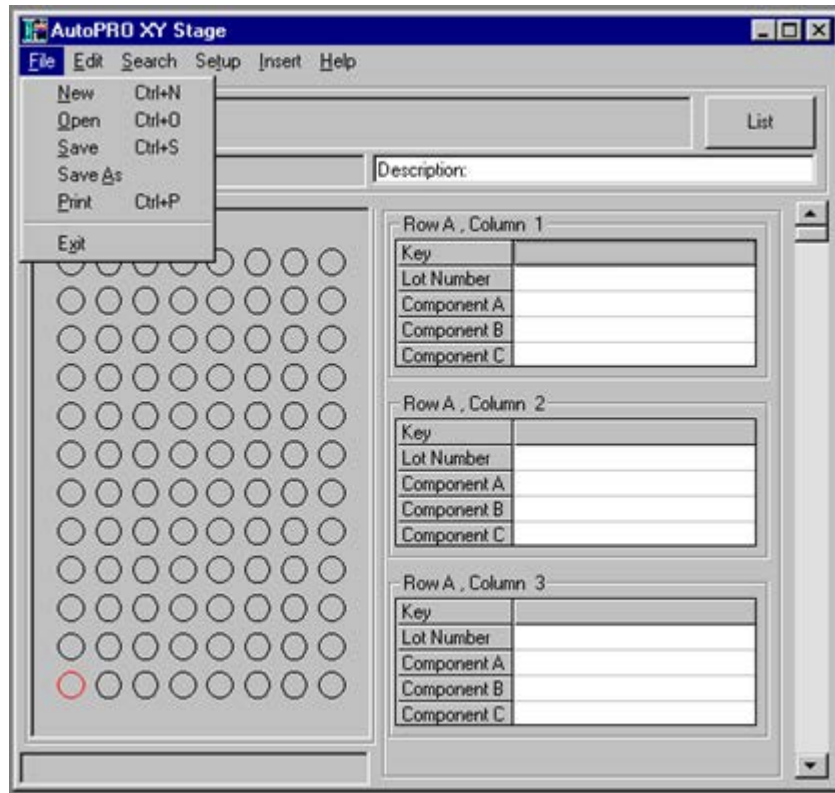 AutoPRO XY Stage
File Edit Search Setup Insert Help
New Ctrl+N
Open Ctrl+O
Save Ctrl+S
Save As
Print Ctrl+P
Exit
List
Description:
Row A , Column 1
Key
Lot Number
Component A
Component B
Component C
Row A , Column 2
Key
Lot Number
Component A
Component B
Component C
Row A , Column 3
Key
Lot Number
Component A
Component B
Component C